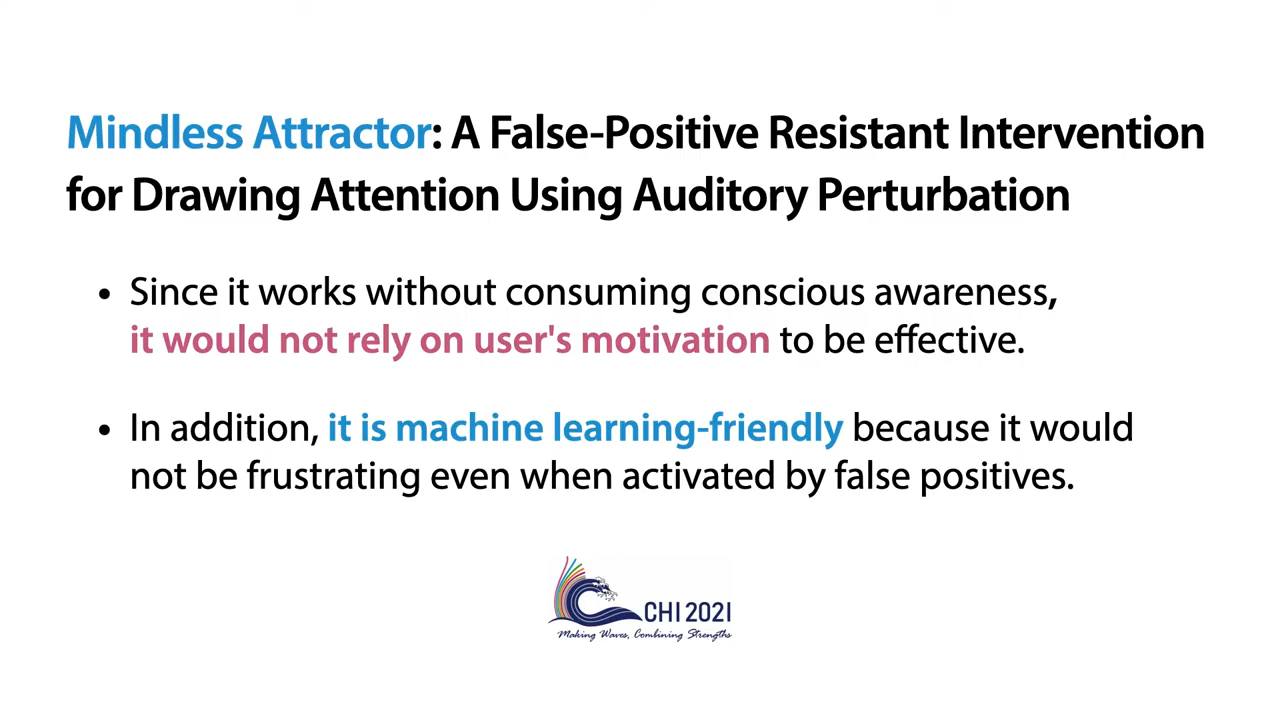 Mindless Attractor: A False-Positive Resistant Intervention
for Drawing Attention Using Auditory Perturbation
• Since it works without consuming conscious awareness,
it would not rely on user's motivation to be effective.
• In addition, it is machine learning-friendly because it would
not be frustrating even when activated by false positives.
CHI 2021
Making Waves, Combining Strengths